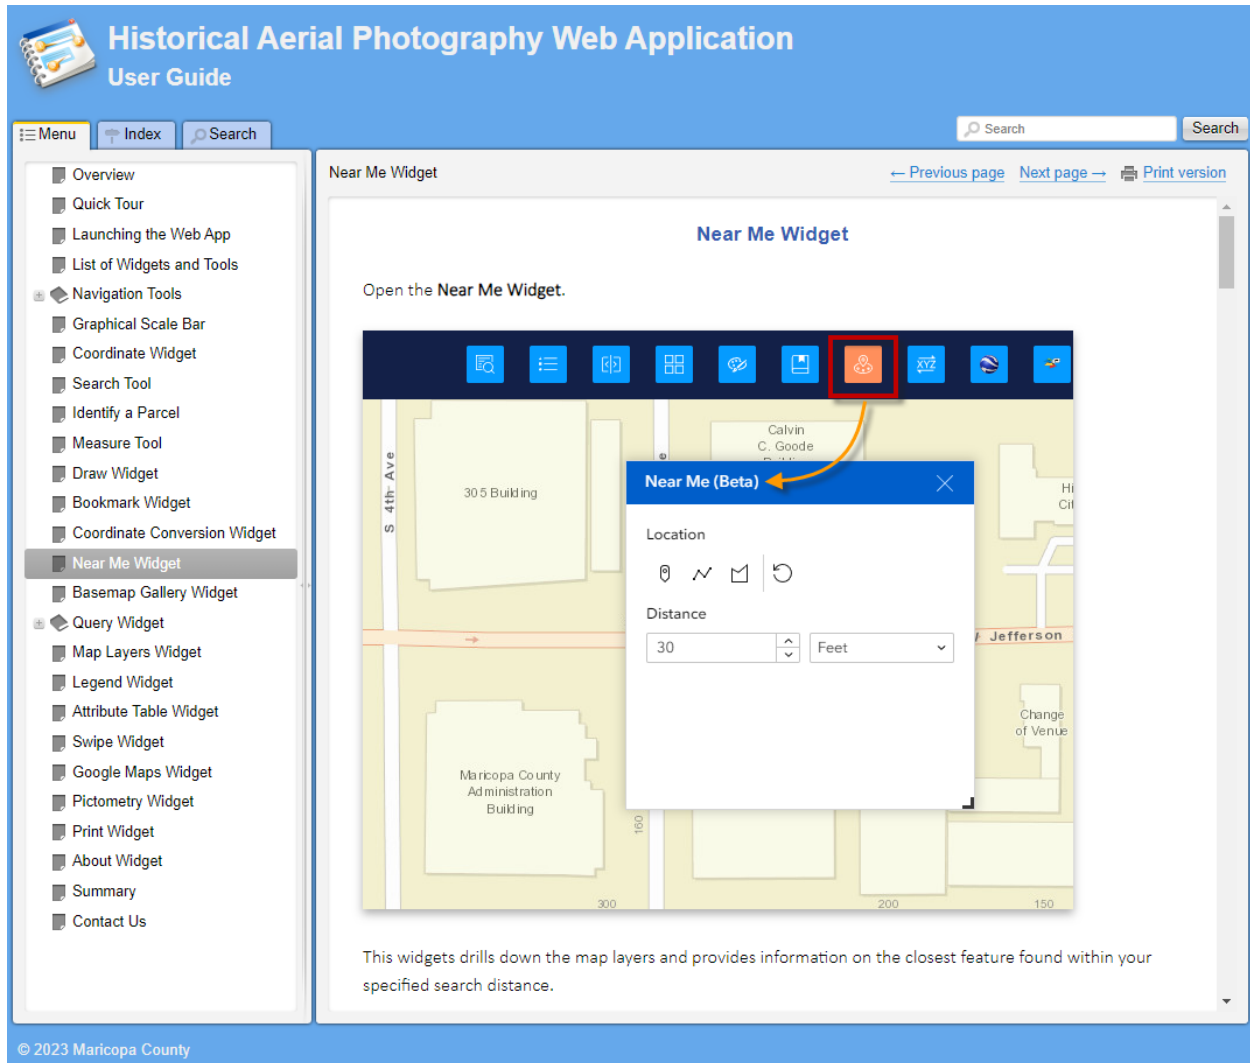 Historical Aerial Photography Web Application
User Guide
Menu
Index
Search
Search
Search
Overview
Quick Tour
Launching the Web App
List of Widgets and Tools
Navigation Tools
Graphical Scale Bar
Coordinate Widget
Search Tool
Identify a Parcel
Measure Tool
Draw Widget
Bookmark Widget
Coordinate Conversion Widget
Near Me Widget
Basemap Gallery Widget
Query Widget
Map Layers Widget
Legend Widget
Attribute Table Widget
Swipe Widget
Google Maps Widget
Pictometry Widget
Print Widget
About Widget
Summary
Contact Us
Near Me Widget
← Previous page
Next page →
Print version
Near Me Widget
Open the Near Me Widget.
XYZ
S 4th Ave
305 Building
Calvin
C. Goode
Near Me (Beta)
Location
Distance
30
Feet
Jefferson
Change
of Venue
Maricopa County
Administration
Building
160
300
200
150
This widgets drills down the map layers and provides information on the closest feature found within your
specified search distance.
© 2023 Maricopa County